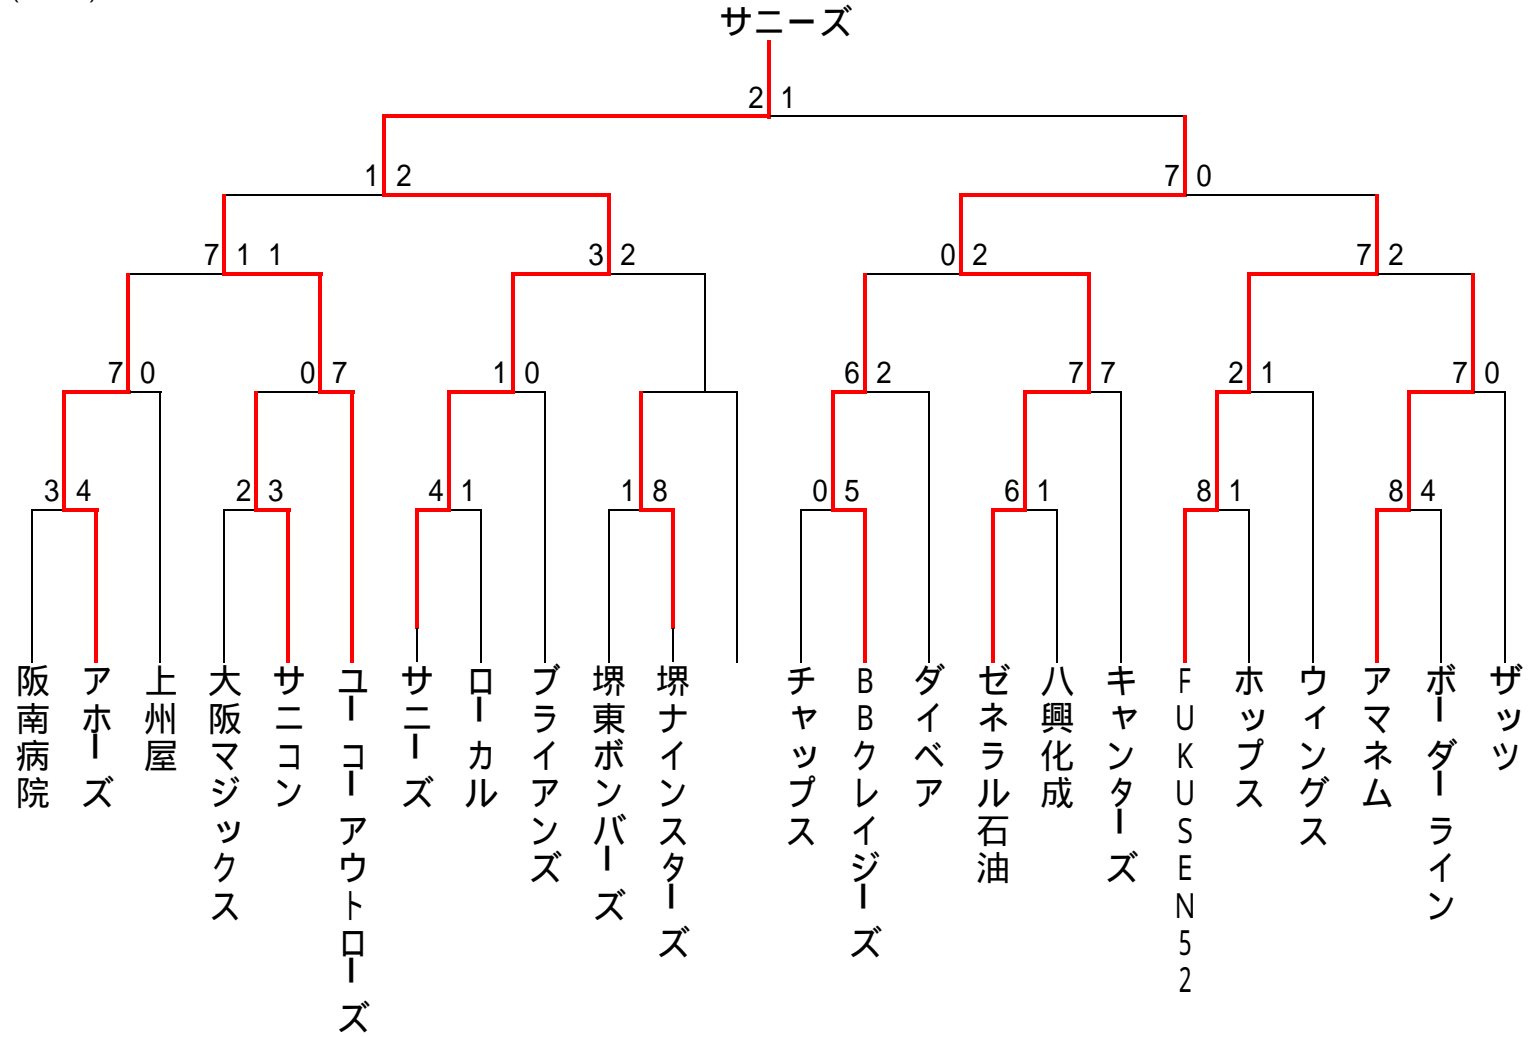 サニーズ
2 1
1 2
7 0
7 1 1
3 2
0 2
7 2
7 0
0 7
1 0
6 2
7 7
2 1
7 0
3 4
2 3
4 1
1 8
0 5
6 1
8 1
8 4
阪南病院
アホーズ
上州屋
大阪マジックス
サニコン
ユーコーアウトローズ
サニーズ
ローカル
ブライアンズ
堺東ボンバーズ
堺ナインスターズ
チャップス
BBクレイジーズ
ダイベア
ゼネラル石油
八興化成
キャンターズ
FUKUSEN52
ホップス
ウィングス
アマネム
ボーダーライン
ザッツ